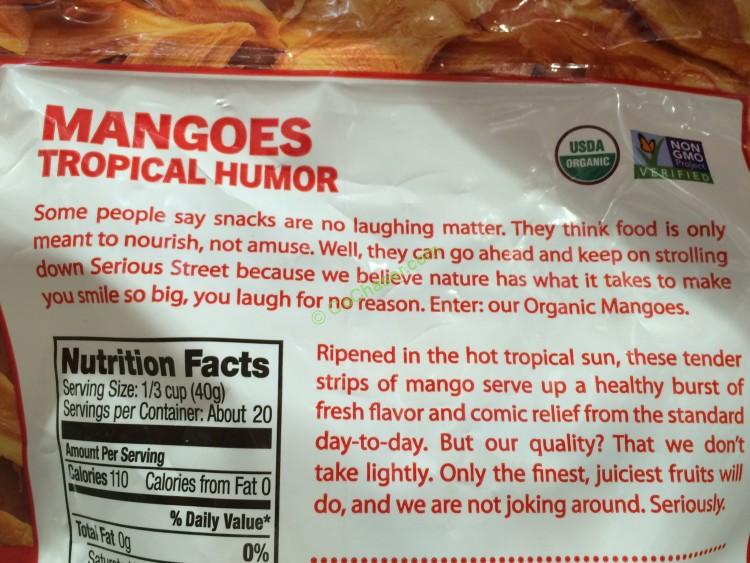 MANGOES
TROPICAL HUMOR
USDA
ORGANIC
NON
GMO
Project
VERIFIED
Some people say snacks are no laughing matter. They think food is only
meant to nourish, not amuse. Well, they can go ahead and keep on strolling
down Serious Street because we believe nature has what it takes to make
you smile so big, you laugh for no reason. Enter: our Organic Mangoes.
Nutrition Facts
Serving Size: 1/3 cup (40g)
Servings per Container: About 20
Amount Per Serving
Calories 110 Calories from Fat 0
% Daily Value*
Total Fat 0g 0%
Ripened in the hot tropical sun, these tender
strips of mango serve up a healthy burst of
fresh flavor and comic relief from the standard
day-to-day. But our quality? That we don't
take lightly. Only the finest, juiciest fruits will
do, and we are not joking around. Seriously.